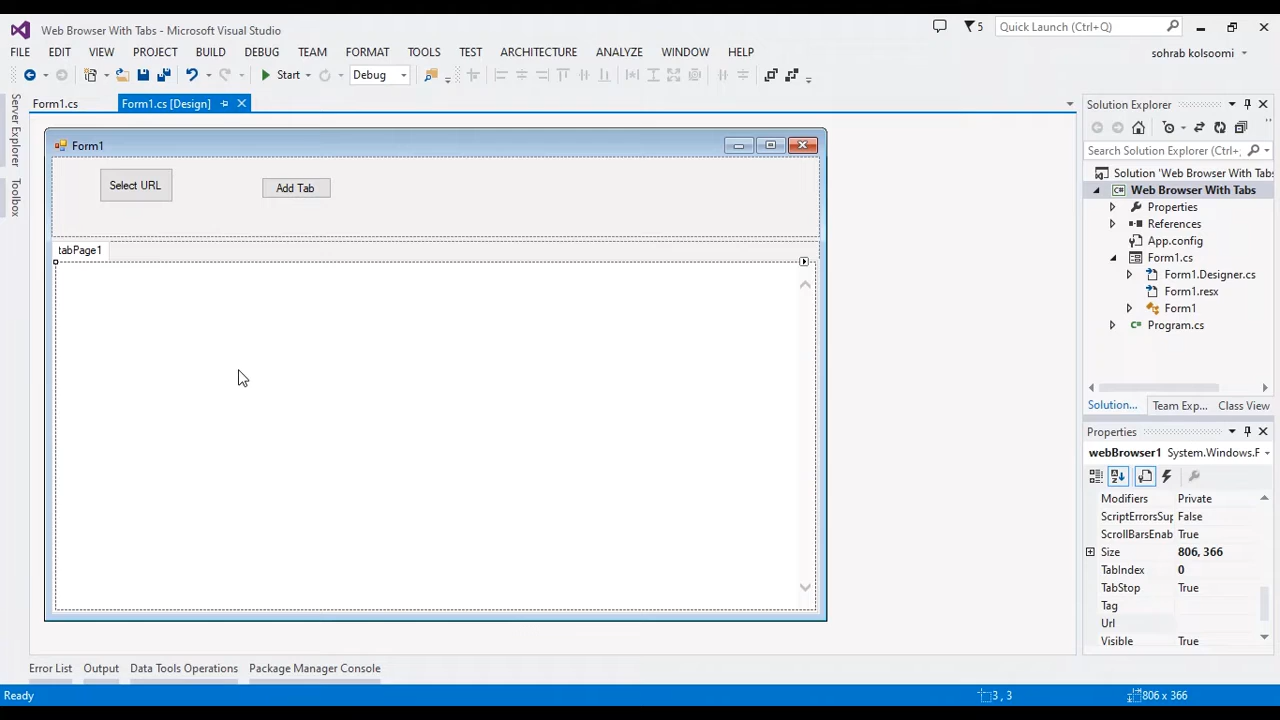 Web Browser With Tabs - Microsoft Visual Studio
5
Quick Launch (Ctrl+Q)
FILE EDIT VIEW PROJECT BUILD DEBUG TEAM FORMAT TOOLS TEST ARCHITECTURE ANALYZE WINDOW HELP
sohrab kolsoomi
Start Debug
Server Explorer
Toolbox
Form1.cs Form1.cs [Design]
Form1
Select URL Add Tab
tabPage1
Solution Explorer
Search Solution Explorer (Ctrl+,
Solution 'Web Browser With Tabs
Web Browser With Tabs
Properties
References
App.config
Form1.cs
Form1.Designer.cs
Form1.resx
Form1
Program.cs
Solution... Team Exp... Class View
Properties
webBrowser1 System.Windows.F
Modifiers Private
ScriptErrorsSup False
ScrollBarsEnab True
Size 806, 366
TabIndex 0
TabStop True
Tag
Url
Visible True
Error List Output Data Tools Operations Package Manager Console
Ready 3 , 3 806 x 366